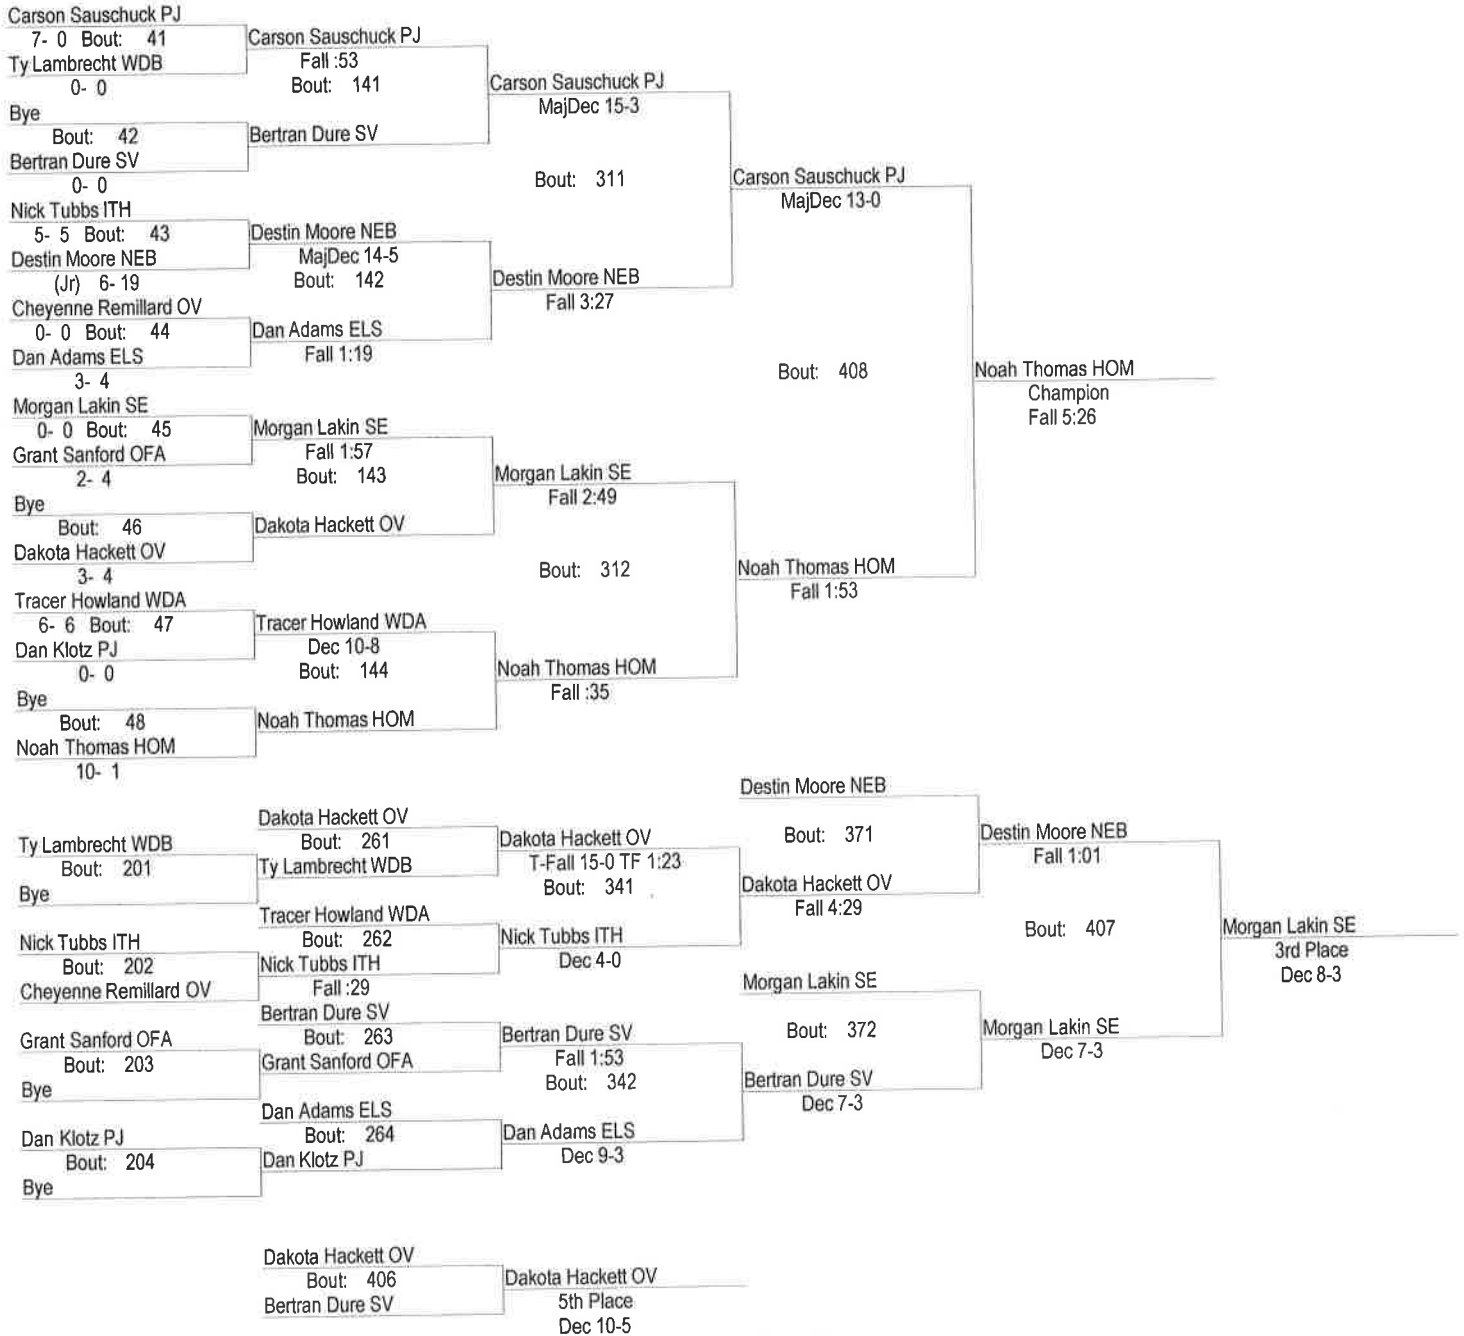 Carson Sauschuck PJ
7- 0 Bout: 41
Ty Lambrecht WDB
0- 0
Bye
Bout: 42
Bertran Dure SV
0- 0
Nick Tubbs ITH
5- 5 Bout: 43
Destin Moore NEB
(Jr) 6- 19
Cheyenne Remillard OV
0- 0 Bout: 44
Dan Adams ELS
3- 4
Morgan Lakin SE
0- 0 Bout: 45
Grant Sanford OFA
2- 4
Bye
Bout: 46
Dakota Hackett OV
3- 4
Tracer Howland WDA
6- 6 Bout: 47
Dan Klotz PJ
0- 0
Bye
Bout: 48
Noah Thomas HOM
10- 1
Carson Sauschuck PJ
Fall :53
Bout: 141
Bertran Dure SV
Destin Moore NEB
MajDec 14-5
Bout: 142
Dan Adams ELS
Fall 1:19
Morgan Lakin SE
Fall 1:57
Bout: 143
Dakota Hackett OV
Tracer Howland WDA
Dec 10-8
Bout: 144
Noah Thomas HOM
Carson Sauschuck PJ
MajDec 15-3
Bout: 311
Destin Moore NEB
Fall 3:27
Morgan Lakin SE
Fall 2:49
Bout: 312
Noah Thomas HOM
Fall :35
Carson Sauschuck PJ
MajDec 13-0
Bout: 408
Noah Thomas HOM
Fall 1:53
Noah Thomas HOM
Champion
Fall 5:26
Ty Lambrecht WDB
Bout: 201
Bye
Nick Tubbs ITH
Bout: 202
Cheyenne Remillard OV
Grant Sanford OFA
Bout: 203
Bye
Dan Klotz PJ
Bout: 204
Bye
Dakota Hackett OV
Bout: 261
Ty Lambrecht WDB
Tracer Howland WDA
Bout: 262
Nick Tubbs ITH
Fall :29
Bertran Dure SV
Bout: 263
Grant Sanford OFA
Dan Adams ELS
Bout: 264
Dan Klotz PJ
Dakota Hackett OV
T-Fall 15-0 TF 1:23
Bout: 341
Nick Tubbs ITH
Dec 4-0
Bertran Dure SV
Fall 1:53
Bout: 342
Dan Adams ELS
Dec 9-3
Destin Moore NEB
Bout: 371
Dakota Hackett OV
Fall 4:29
Morgan Lakin SE
Bout: 372
Bertran Dure SV
Dec 7-3
Destin Moore NEB
Fall 1:01
Bout: 407
Morgan Lakin SE
Dec 7-3
Morgan Lakin SE
3rd Place
Dec 8-3
Dakota Hackett OV
Bout: 406
Bertran Dure SV
Dakota Hackett OV
5th Place
Dec 10-5